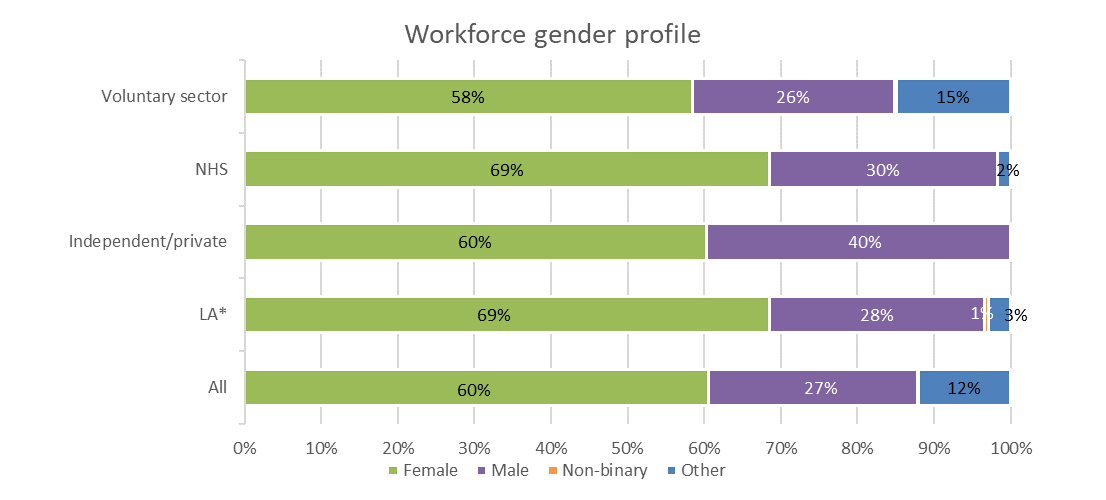 Workforce gender profile
Voluntary sector 58% 26% 15%
NHS 69% 30% 2%
Independent/private 60% 40%
LA* 69% 28% 1% 3%
All 60% 27% 12%
0% 10% 20% 30% 40% 50% 60% 70% 80% 90% 100%
Female Male Non-binary Other